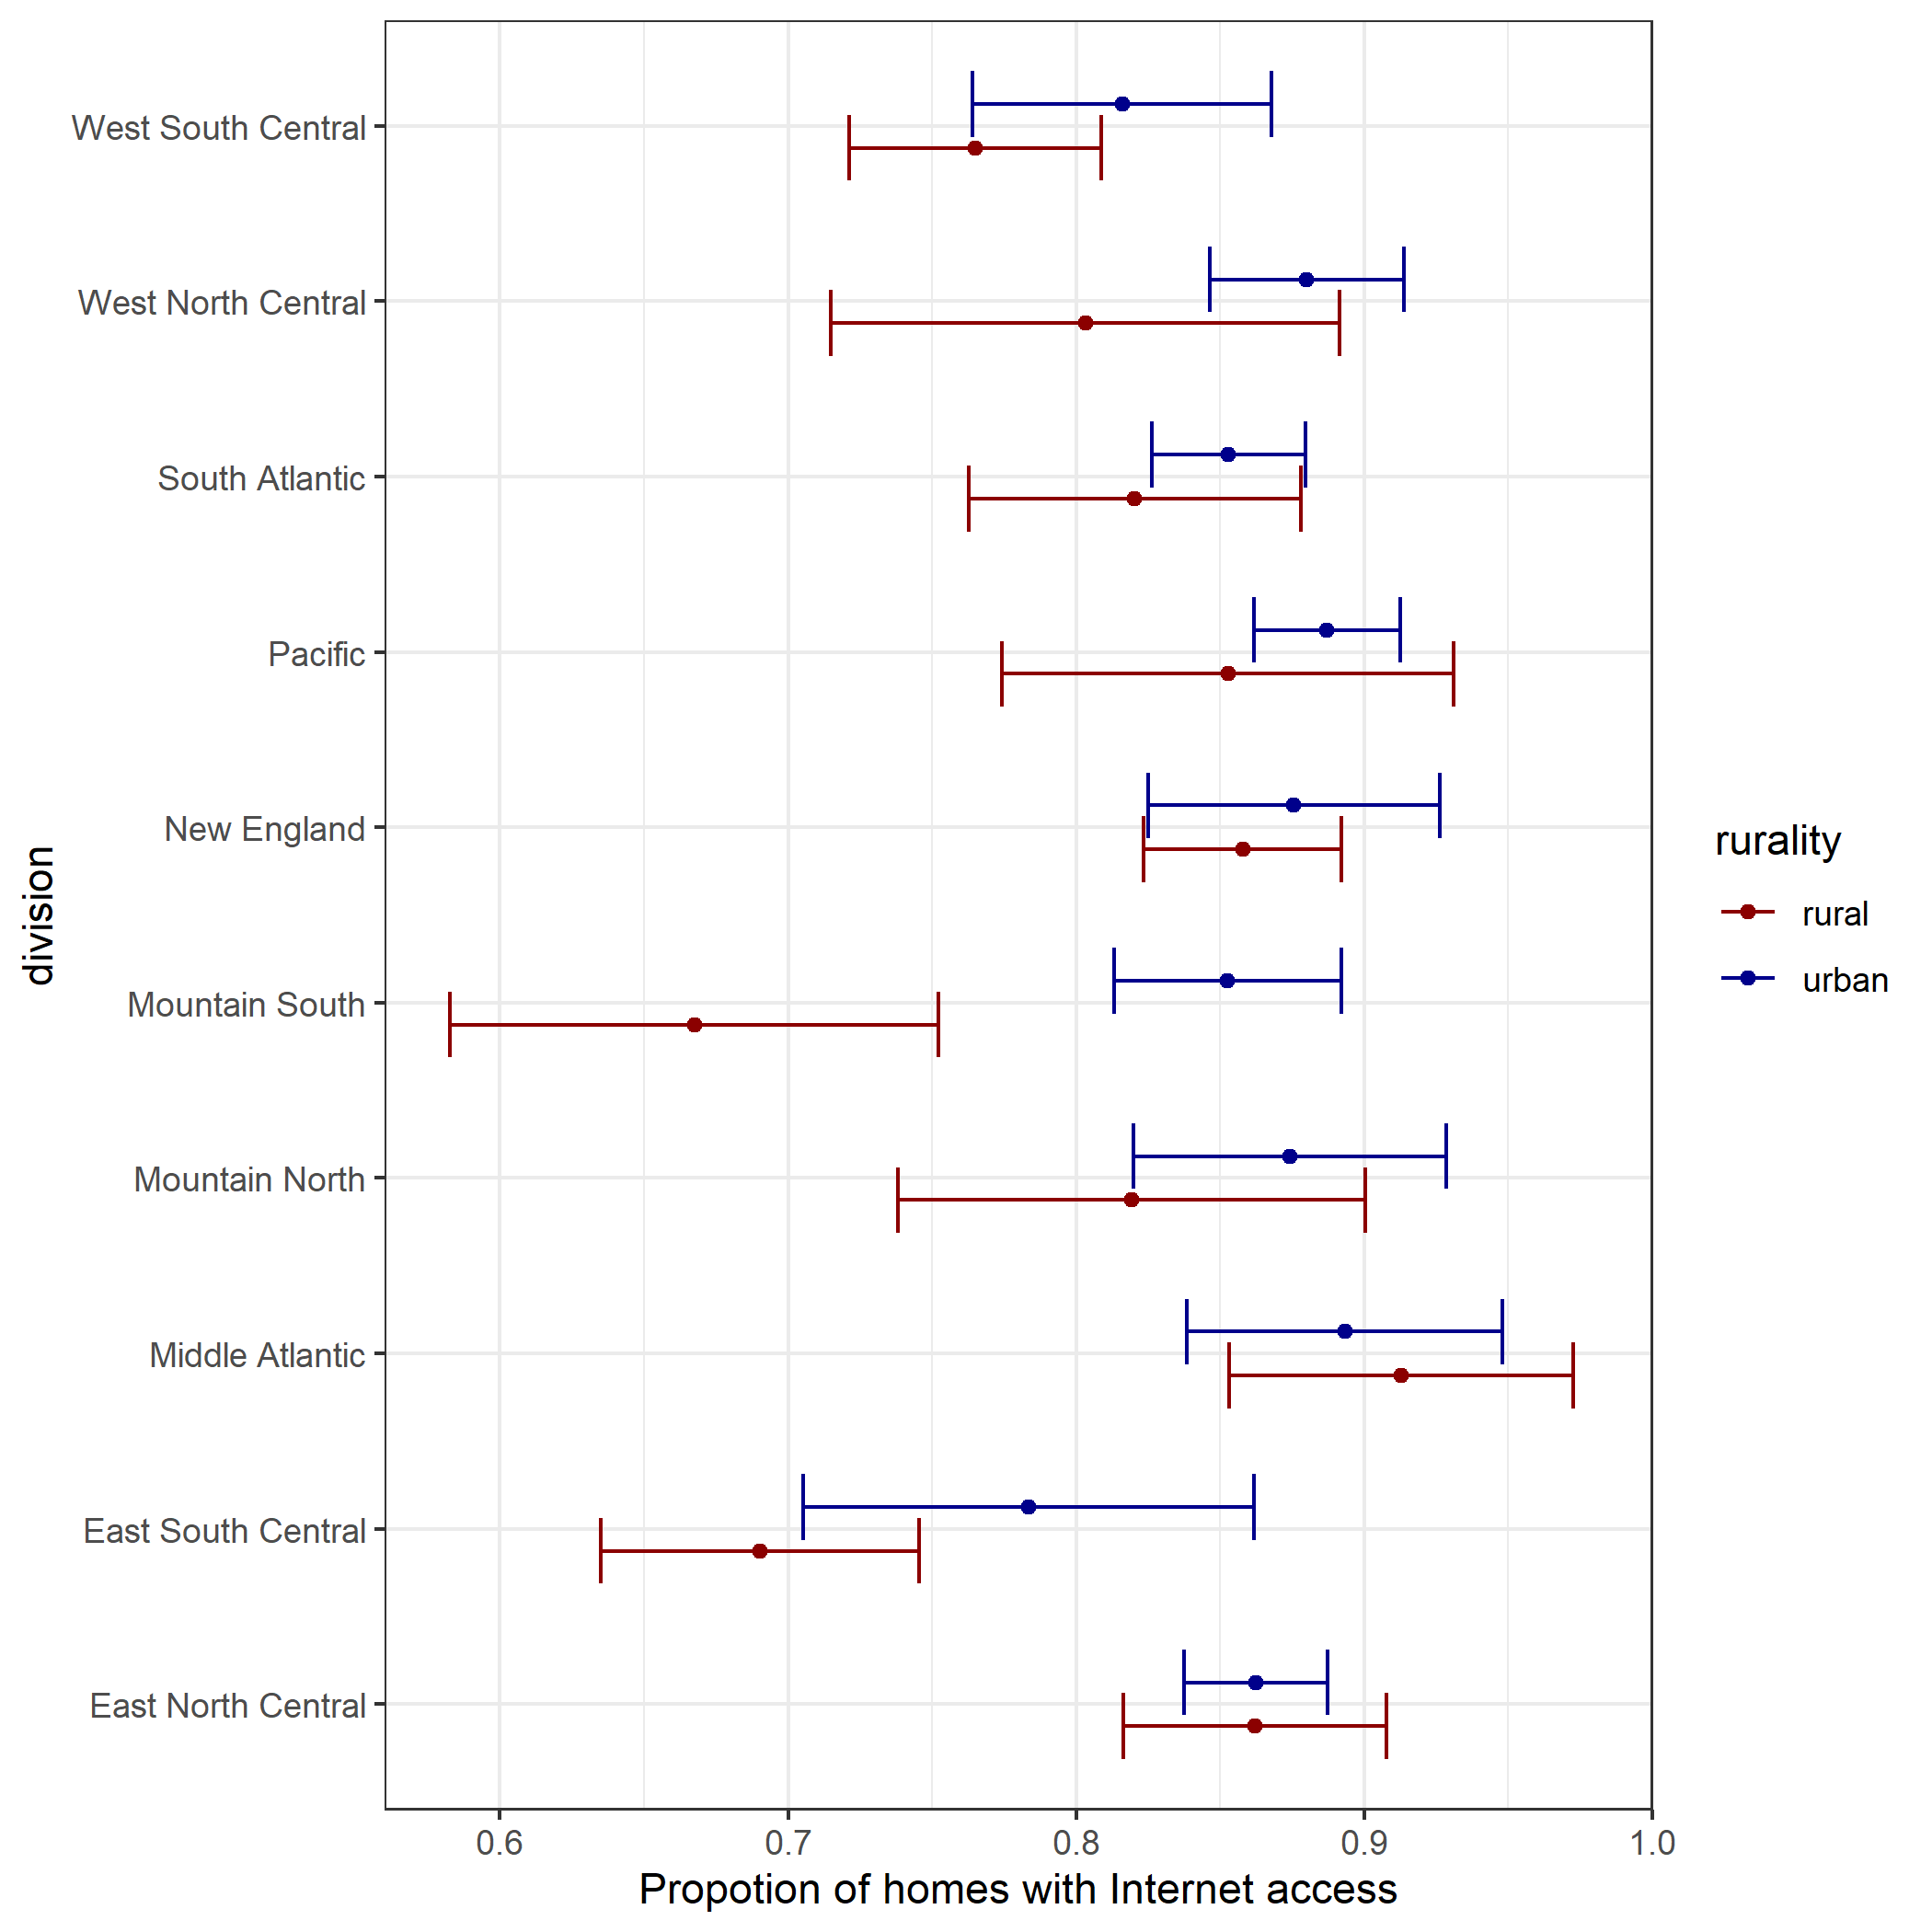 West South Central
West North Central
South Atlantic
Pacific
New England
Mountain South
Mountain North
Middle Atlantic
East South Central
East North Central
division
0.6 0.7 0.8 0.9 1.0
Propotion of homes with Internet access
rurality
rural
urban